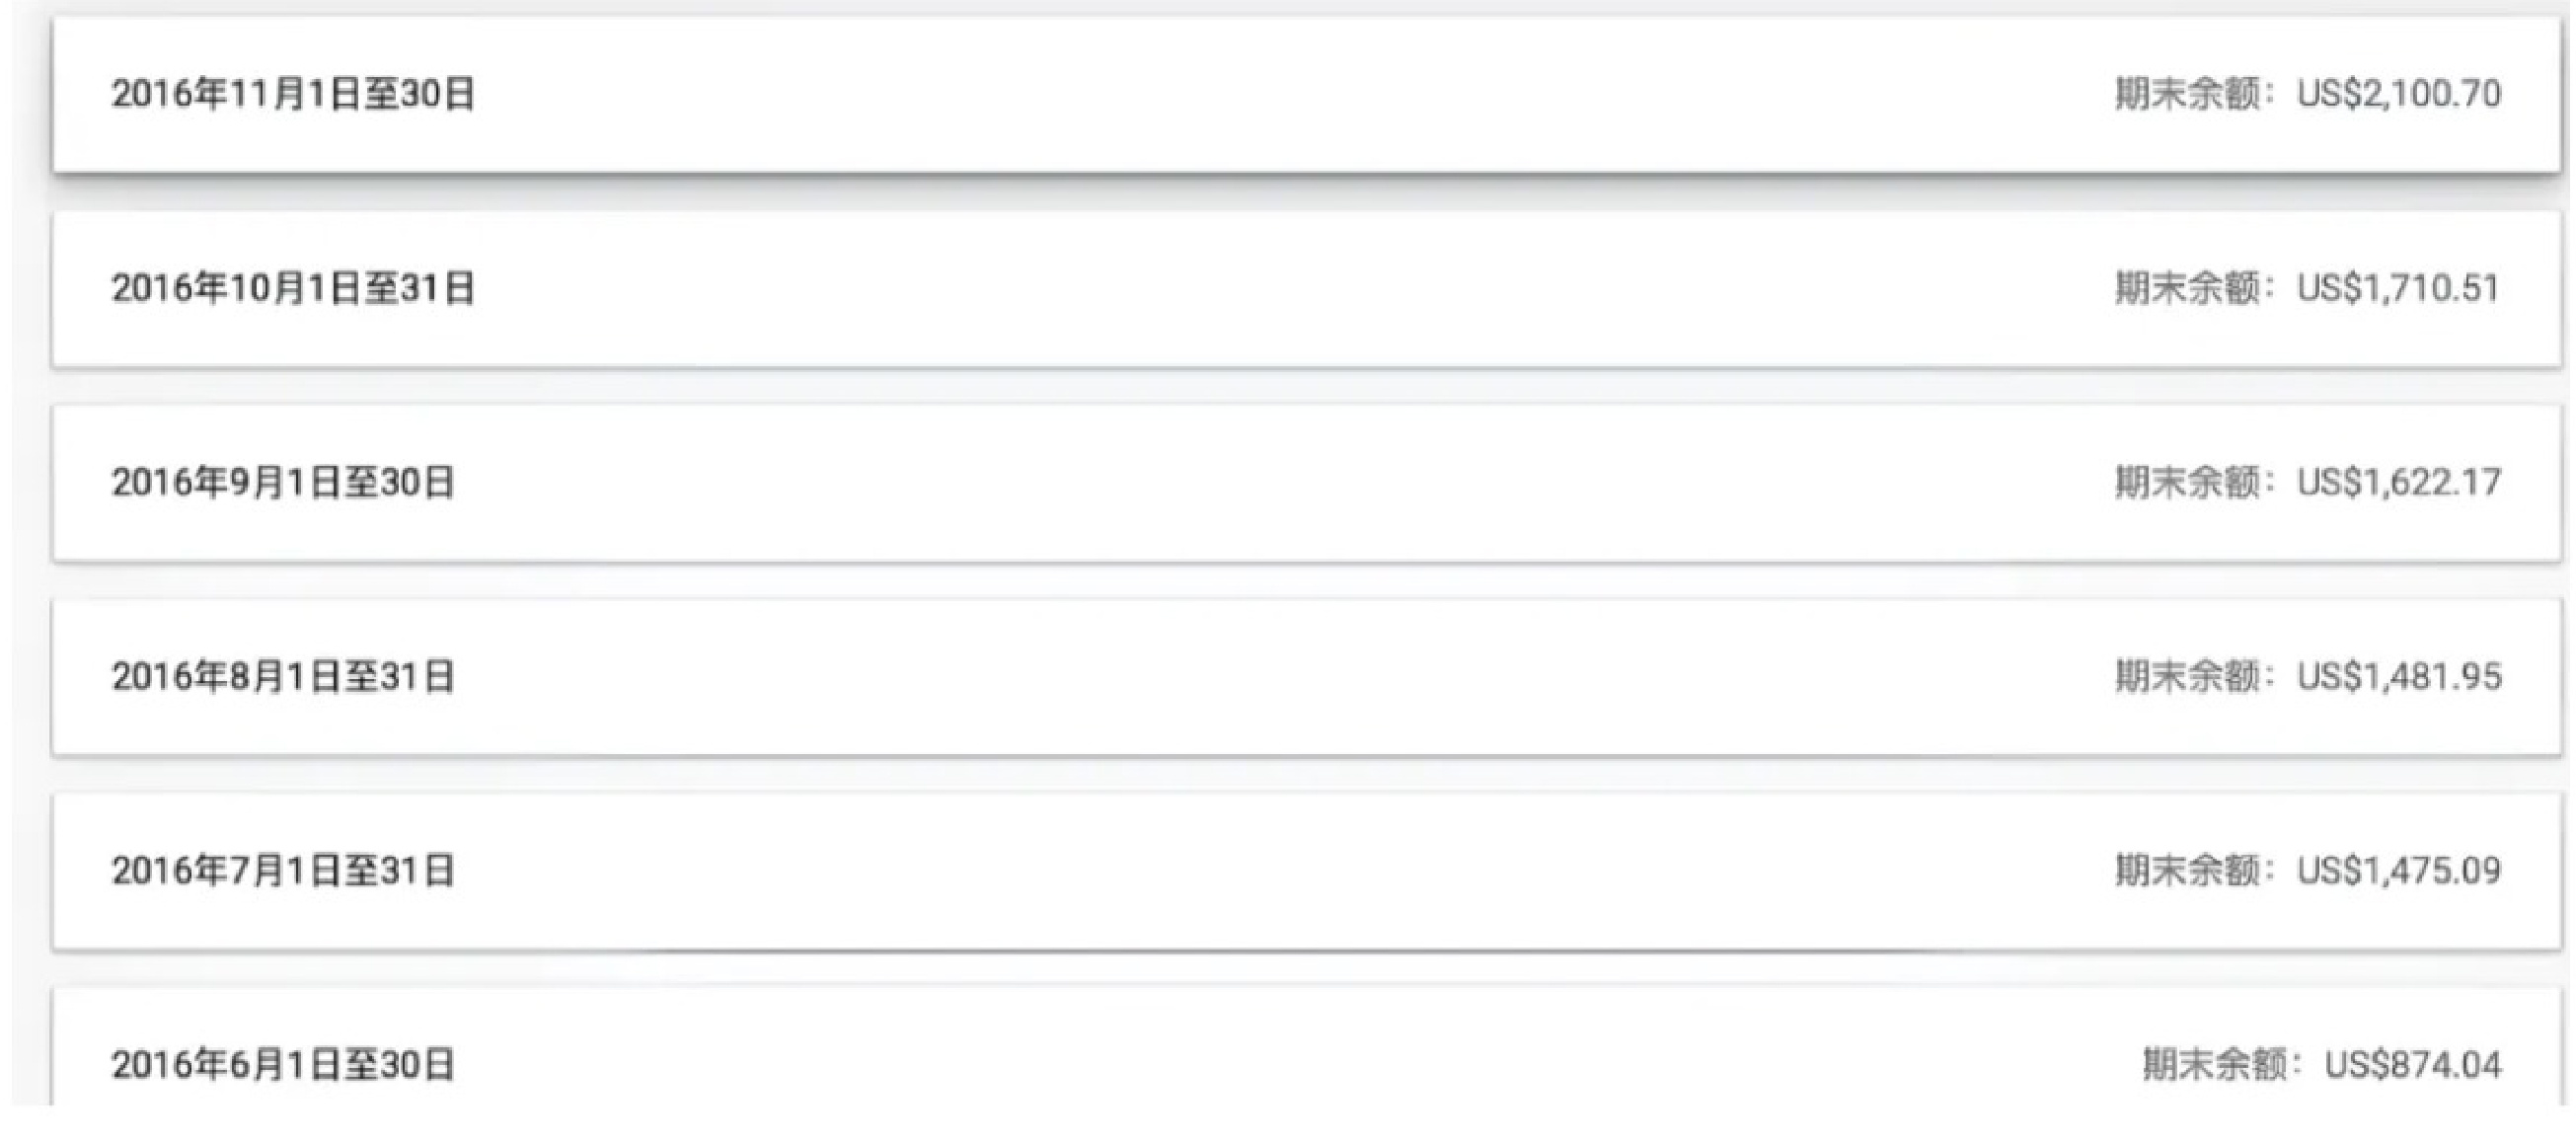 2016年11月1日至30日 期末余额：US$2,100.70
2016年10月1日至31日 期末余额：US$1,710.51
2016年9月1日至30日 期末余额：US$1,622.17
2016年8月1日至31日 期末余额：US$1,481.95
2016年7月1日至31日 期末余额：US$1,475.09
2016年6月1日至30日 期末余额：US$874.04